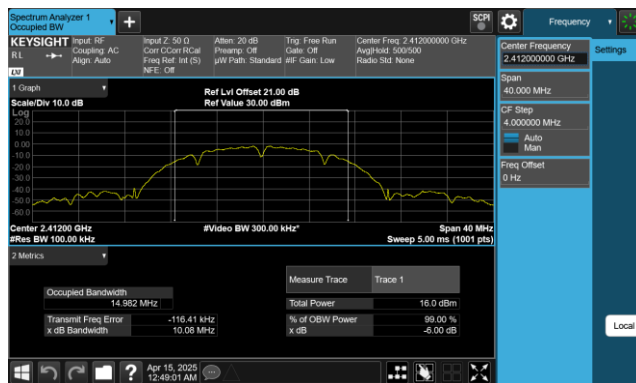 Spectrum Analyzer 1
Occupied BW
+
SCPI
Frequency
KEYSIGHT
RL
LXI
Input: RF
Coupling: AC
Align: Auto
Input Z: 50 Ω
Corr CCorr RCal
Freq Ref: Int (S)
NFE: Off
Atten: 20 dB
Preamp: Off
µW Path: Standard
Trig: Free Run
Gate: Off
#IF Gain: Low
Center Freq: 2.412000000 GHz
Avg|Hold: 500/500
Radio Std: None
Center Frequency
2.412000000 GHz
Settings
Span
40.000 MHz
CF Step
4.000000 MHz
Auto
Man
Freq Offset
0 Hz
1 Graph
Scale/Div 10.0 dB
Ref Lvl Offset 21.00 dB
Ref Value 30.00 dBm
Log
20.0
10.0
0.00
-10.0
-20.0
-30.0
-40.0
-50.0
-60.0
Center 2.41200 GHz
#Res BW 100.00 kHz
#Video BW 300.00 kHz*
Span 40 MHz
Sweep 5.00 ms (1001 pts)
2 Metrics
Measure Trace Trace 1
Occupied Bandwidth
14.982 MHz
Total Power 16.0 dBm
Transmit Freq Error -116.41 kHz
% of OBW Power 99.00 %
x dB Bandwidth 10.08 MHz
x dB -6.00 dB
Local
?
Apr 15, 2025
12:49:01 AM